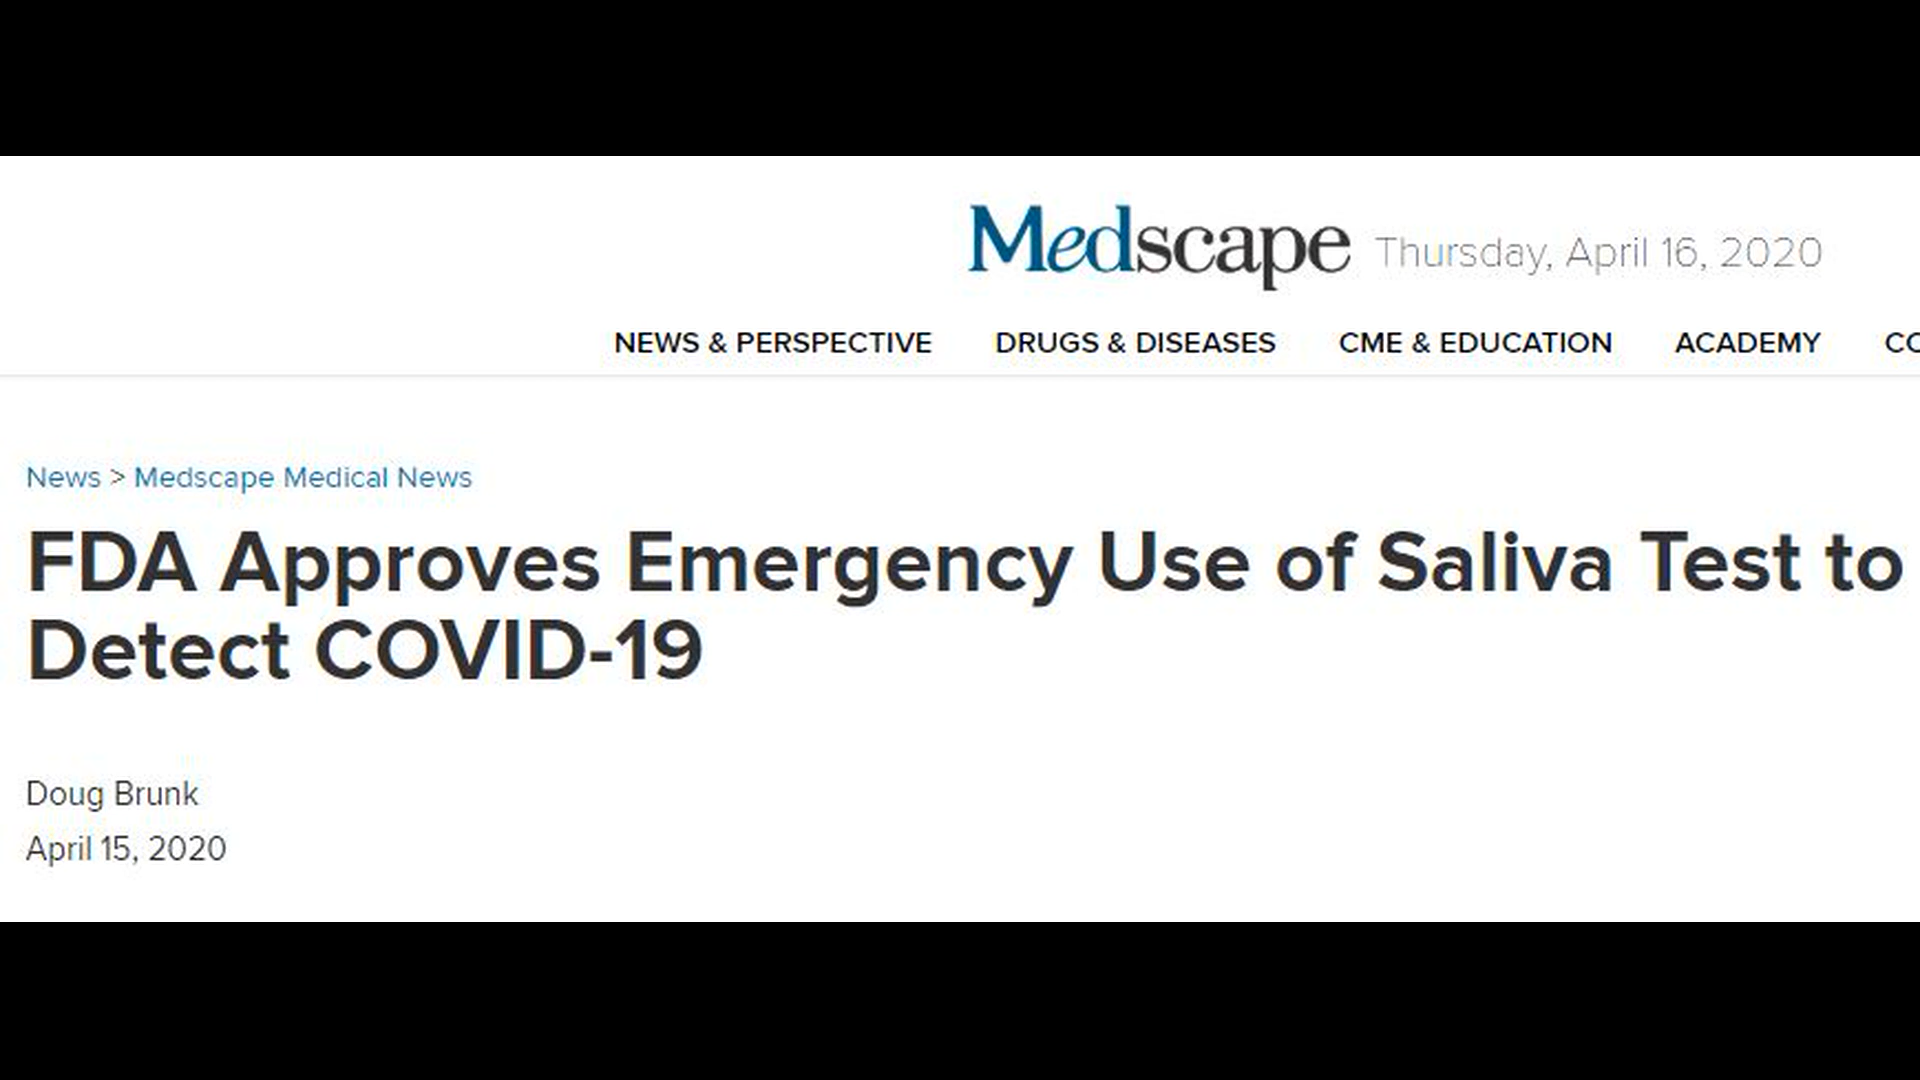 Medscape Thursday, April 16, 2020
NEWS & PERSPECTIVE DRUGS & DISEASES CME & EDUCATION ACADEMY
News > Medscape Medical News
FDA Approves Emergency Use of Saliva Test to
Detect COVID-19
Doug Brunk
April 15, 2020